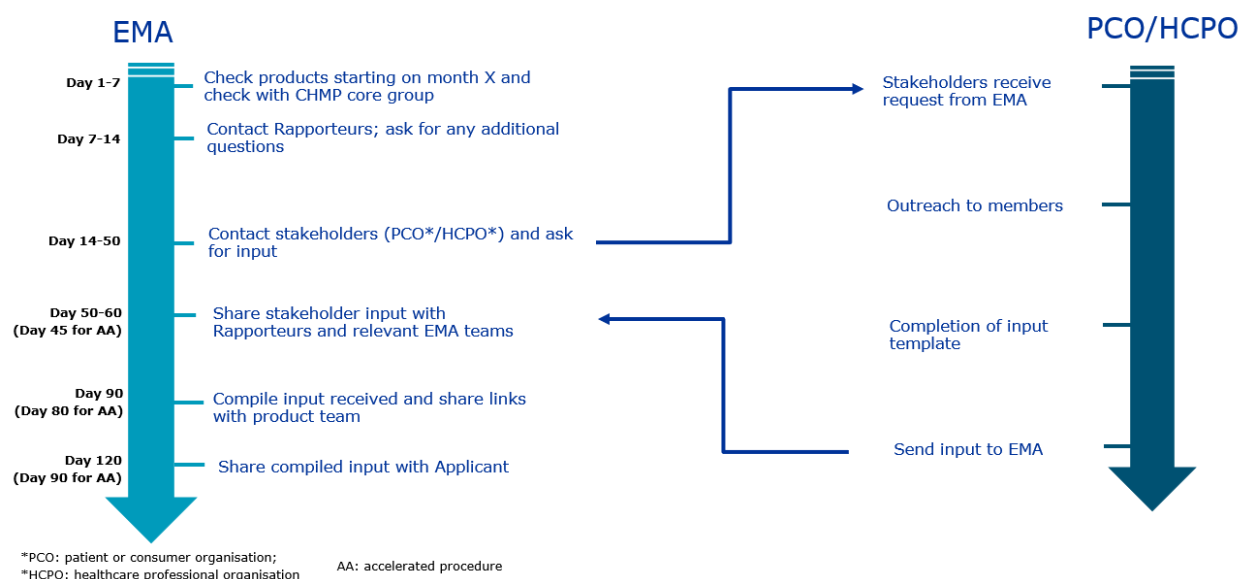 EMA
Day 1-7
Check products starting on month X and
check with CHMP core group
Day 7-14
Contact Rapporteurs; ask for any additional
questions
Day 14-50
Contact stakeholders (PCO*/HCPO*) and ask
for input
Day 50-60
(Day 45 for AA)
Share stakeholder input with
Rapporteurs and relevant EMA teams
Day 90
(Day 80 for AA)
Compile input received and share links
with product team
Day 120
(Day 90 for AA)
Share compiled input with Applicant
PCO/HCPO
Stakeholders receive
request from EMA
Outreach to members
Completion of input
template
Send input to EMA
*PCO: patient or consumer organisation;
*HCPO: healthcare professional organisation
AA: accelerated procedure